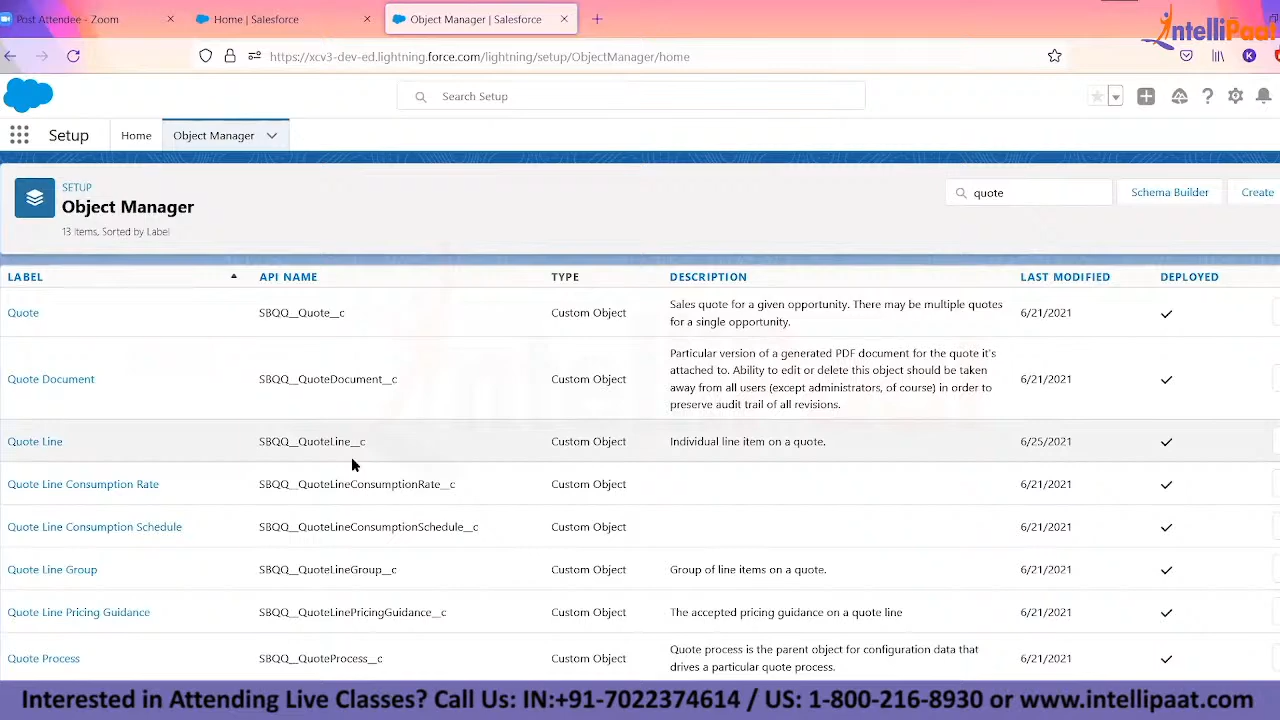 Post Attendee - Zoom
Home | Salesforce
Object Manager | Salesforce
IntelliPaat
https://xcv3-dev-ed.lightning.force.com/lightning/setup/ObjectManager/home
K
Search Setup
Setup
Home
Object Manager
SETUP
Object Manager
13 Items, Sorted by Label
quote
Schema Builder
Create
LABEL API NAME TYPE DESCRIPTION LAST MODIFIED DEPLOYED
Quote SBQQ__Quote__c Custom Object Sales quote for a given opportunity. There may be multiple quotes
for a single opportunity. 6/21/2021
Quote Document SBQQ__QuoteDocument__c Custom Object Particular version of a generated PDF document for the quote it's
attached to. Ability to edit or delete this object should be taken
away from all users (except administrators, of course) in order to
preserve audit trail of all revisions. 6/21/2021
Quote Line SBQQ__QuoteLine__c Custom Object Individual line item on a quote. 6/25/2021
Quote Line Consumption Rate SBQQ__QuoteLineConsumptionRate__c Custom Object 6/21/2021
Quote Line Consumption Schedule SBQQ__QuoteLineConsumptionSchedule__c Custom Object 6/21/2021
Quote Line Group SBQQ__QuoteLineGroup__c Custom Object Group of line items on a quote. 6/21/2021
Quote Line Pricing Guidance SBQQ__QuoteLinePricingGuidance__c Custom Object The accepted pricing guidance on a quote line 6/21/2021
Quote Process SBQQ__QuoteProcess__c Custom Object Quote process is the parent object for configuration data that
drives a particular quote process. 6/21/2021
Interested in Attending Live Classes? Call Us: IN:+91-7022374614 / US: 1-800-216-8930 or www.intellipaat.com